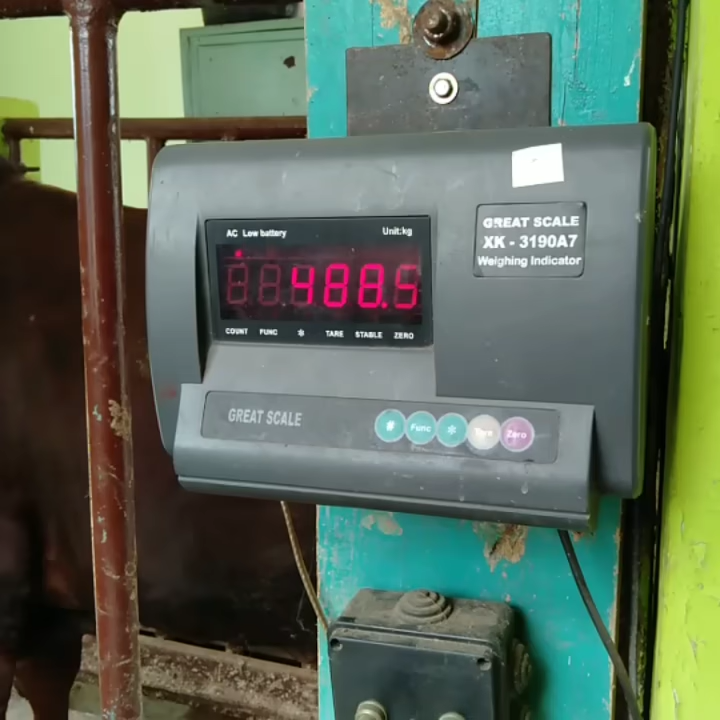 AC Low battery Unit:kg
488.5
COUNT FUNC * TARE STABLE ZERO
GREAT SCALE
XK - 3190A7
Weighing Indicator
GREAT SCALE
# Func * Tare Zero